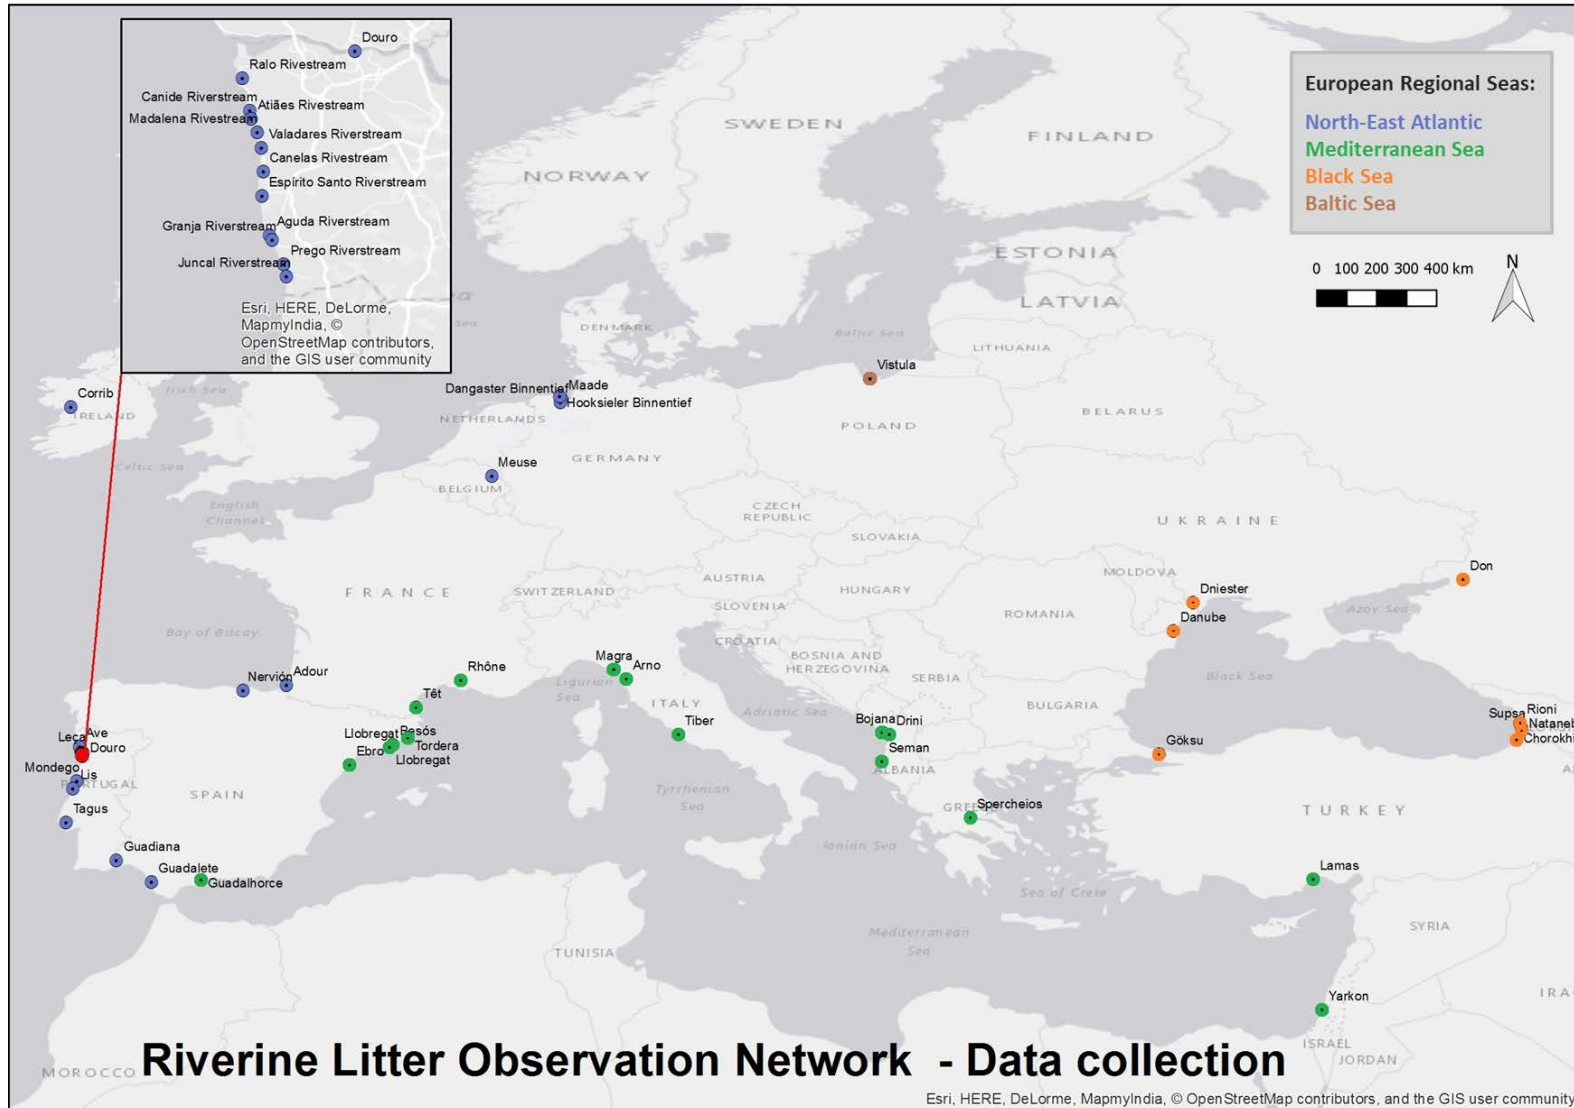 Douro
Ralo Rivestream
Canide Riverstream
Atiães Rivestream
Madalena Rivestream
Valadares Riverstream
Canelas Rivestream
Espírito Santo Riverstream
Aguda Riverstream
Granja Riverstream
Prego Riverstream
Juncal Riverstream
Esri, HERE, DeLorme,
MapmyIndia, ©
OpenStreetMap contributors,
and the GIS user community
European Regional Seas:
North-East Atlantic
Mediterranean Sea
Black Sea
Baltic Sea
0 100 200 300 400 km
N
SWEDEN
FINLAND
NORWAY
ESTONIA
LATVIA
Sea
DENMARK
Baltic Sea
LITHUANIA
Vistula
Irish Sea
Corrib
IRELAND
Dangaster Binnentief
Maade
Hooksieler Binnentief
NETHERLANDS
BELARUS
POLAND
Celtic Sea
Meuse
GERMANY
BELGIUM
English
Channel
CZECH
REPUBLIC
UKRAINE
SLOVAKIA
FRANCE
SWITZERLAND
AUSTRIA
HUNGARY
MOLDOVA
Don
SLOVENIA
ROMANIA
Dniester
Azov Sea
Danube
Bay of Biscay
CROATIA
BOSNIA AND
HERZEGOVINA
Nervión
Adour
Rhône
Magra
Arno
Ligurian
Sea
SERBIA
Black Sea
Têt
ITALY
Adriatic Sea
BULGARIA
Rioni
Supsa
Nataneb
Chorokhi
Leça
Ave
Douro
Llobregat
Besós
Tordera
Ebro
Llobregat
Tiber
Bojana
Drini
Seman
ALBANIA
Göksu
Mondego
Lis
PORTUGAL
SPAIN
Tyrrhenian
Sea
Tagus
Spercheios
GREECE
TURKEY
Ionian Sea
Guadiana
Guadalete
Guadalhorce
Lamas
Sea of Crete
Mediterranean
Sea
SYRIA
TUNISIA
Yarkon
IRAQ
ISRAEL
JORDAN
MOROCCO
Riverine Litter Observation Network - Data collection
Esri, HERE, DeLorme, MapmyIndia, © OpenStreetMap contributors, and the GIS user community